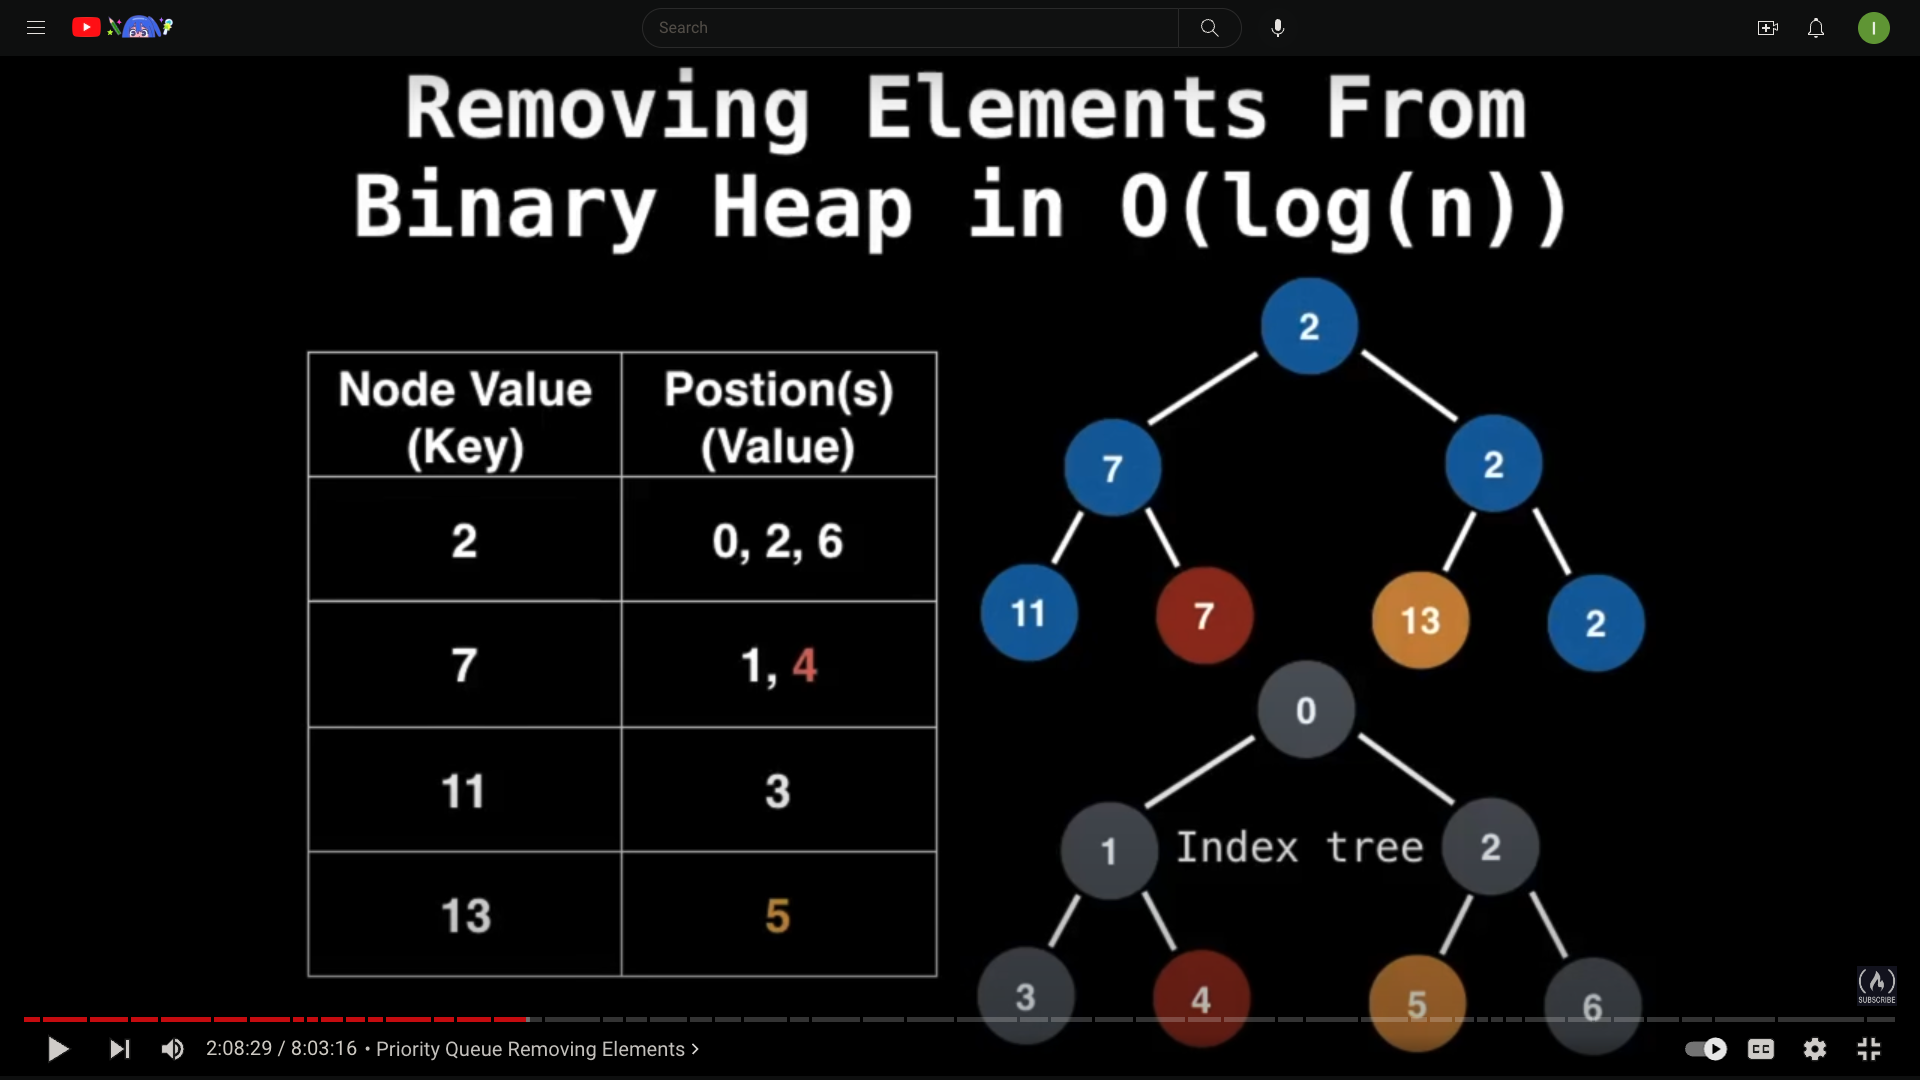 Search
I
Removing Elements From
Binary Heap in O(log(n))
Node Value
(Key)
Postion(s)
(Value)
2
0, 2, 6
7
1, 4
11
3
13
5
2
7
2
11
7
13
2
0
1
Index tree
2
3
4
5
6
SUBSCRIBE
2:08:29 / 8:03:16 • Priority Queue Removing Elements >
CC